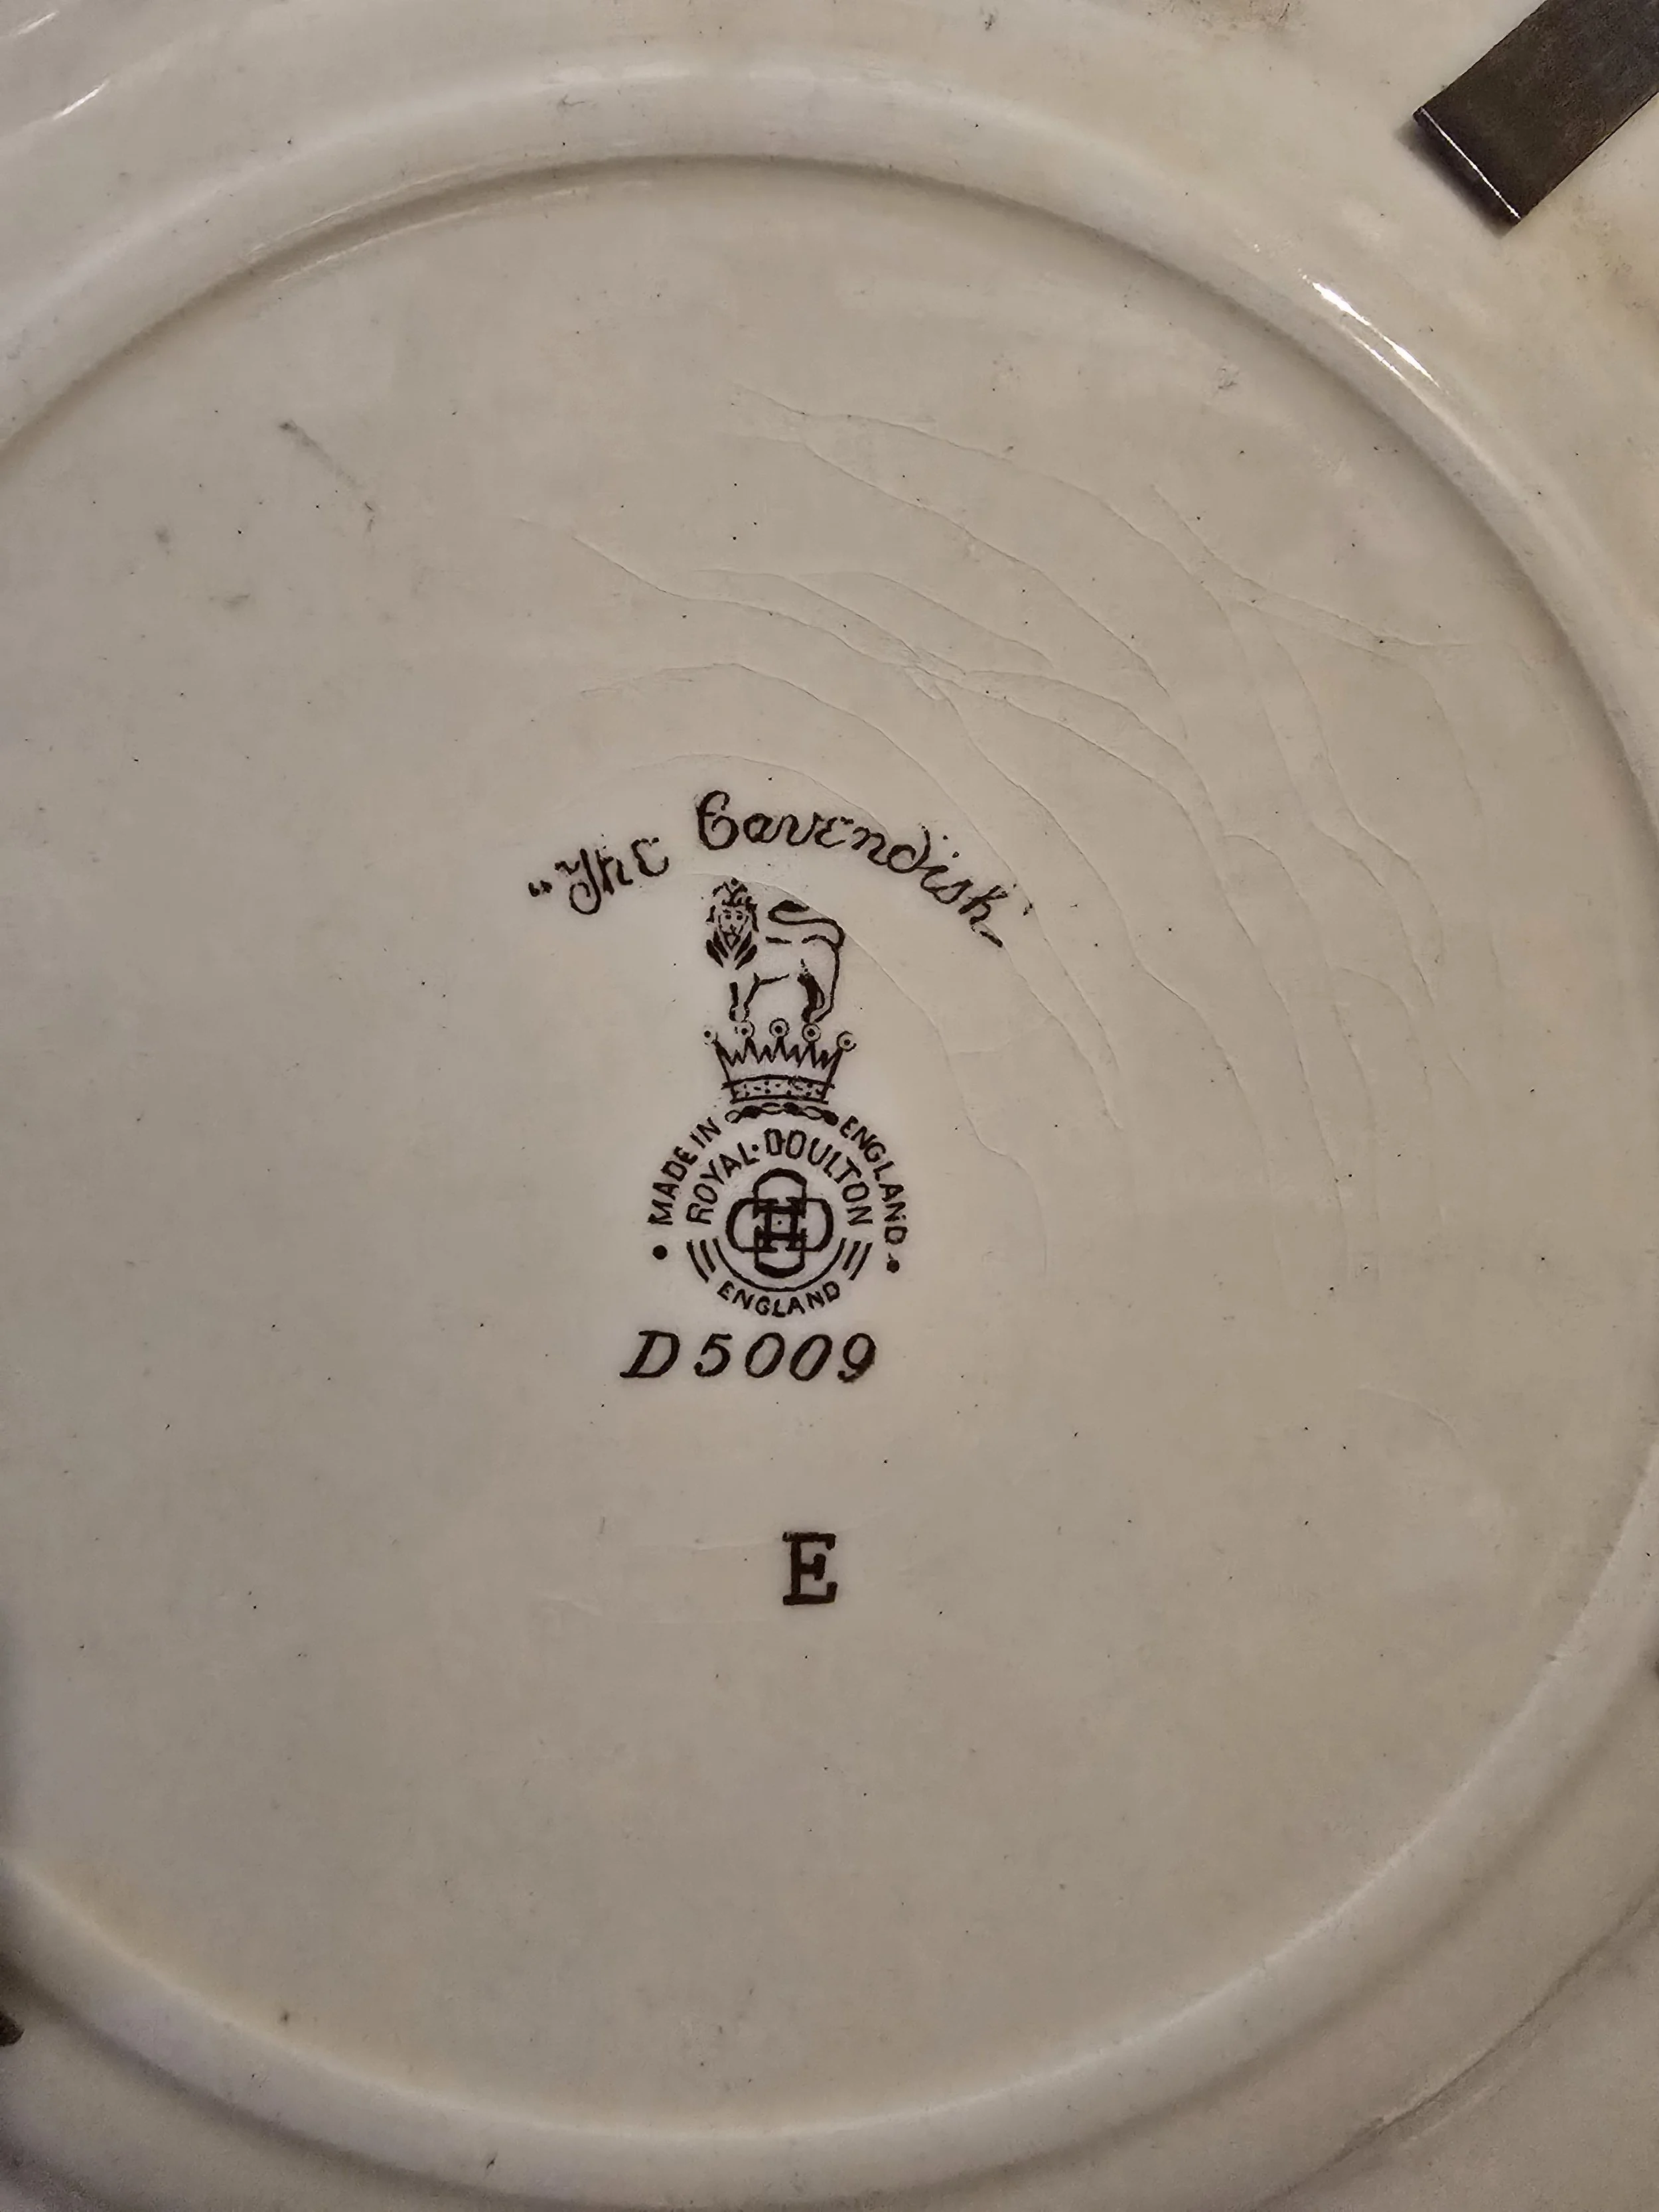 "The Cavendish"
MADE IN ENGLAND
ROYAL·DOULTON
ENGLAND
D5009
E